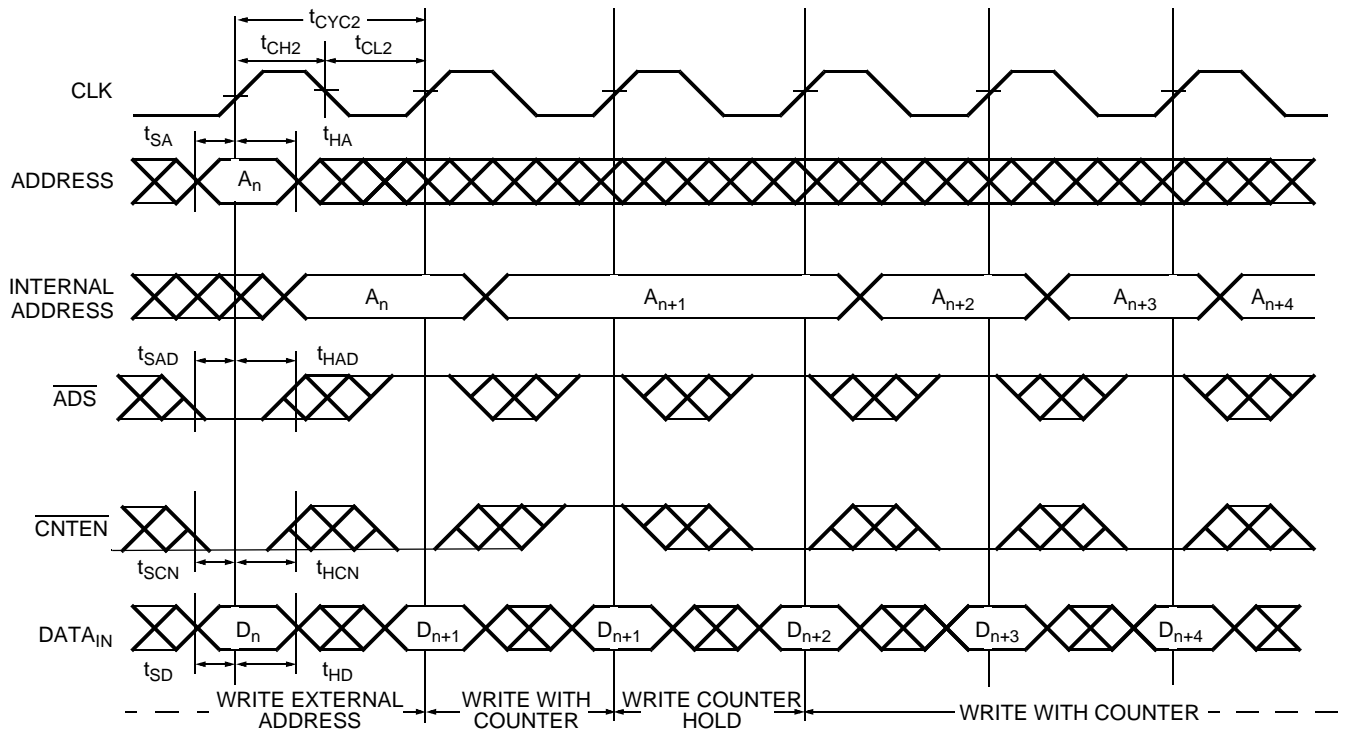 tCYC2
tCH2 tCL2
CLK
tSA tHA
ADDRESS An
INTERNAL
ADDRESS An An+1 An+2 An+3 An+4
tSAD tHAD
ADS
CNTEN
tSCN tHCN
DATAIN Dn Dn+1 Dn+1 Dn+2 Dn+3 Dn+4
tSD tHD
WRITE EXTERNAL
ADDRESS
WRITE WITH
COUNTER
WRITE COUNTER
HOLD
WRITE WITH COUNTER